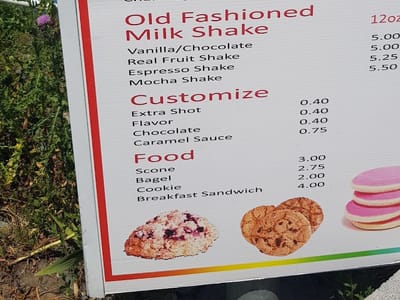 Old Fashioned
Milk Shake 12oz
Vanilla/Chocolate 5.00
Real Fruit Shake 5.00
Espresso Shake 5.25
Mocha Shake 5.50
Customize
Extra Shot 0.40
Flavor 0.40
Chocolate 0.40
Caramel Sauce 0.75
Food
Scone 3.00
Bagel 2.75
Cookie 2.00
Breakfast Sandwich 4.00